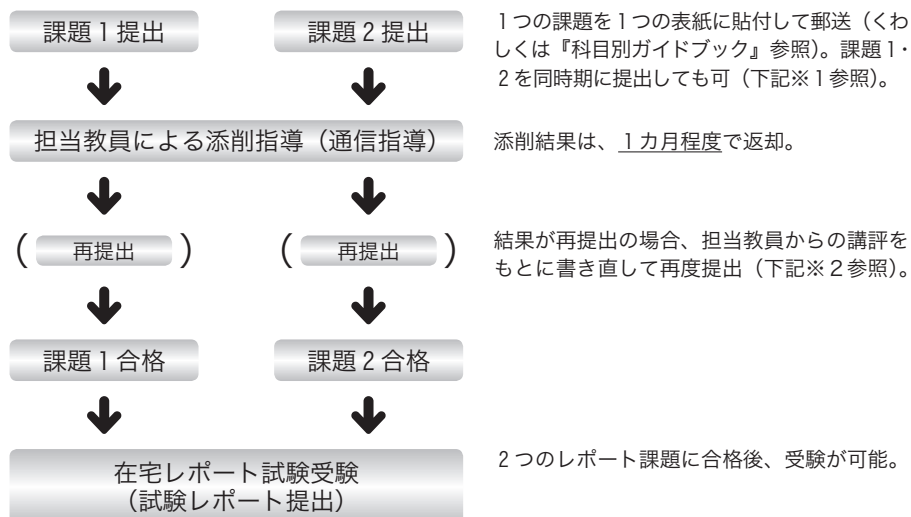 課題1提出
課題2提出
1つの課題を1つの表紙に貼付して郵送（くわ
しくは『科目別ガイドブック』参照）。課題1・
2を同時期に提出しても可（下記※1参照）。
担当教員による添削指導（通信指導）
添削結果は、1カ月程度で返却。
（再提出）
（再提出）
結果が再提出の場合、担当教員からの講評を
もとに書き直して再度提出（下記※2参照）。
課題1合格
課題2合格
在宅レポート試験受験
（試験レポート提出）
2つのレポート課題に合格後、受験が可能。